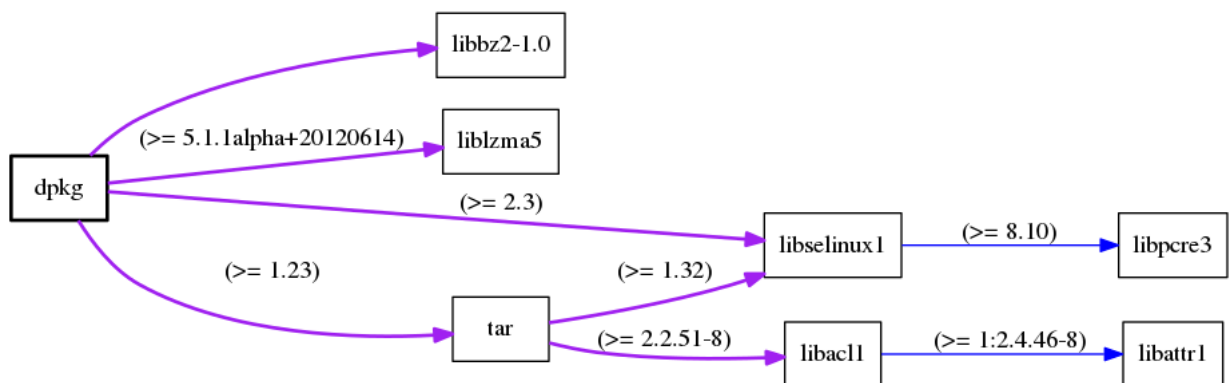 libbz2-1.0
(>= 5.1.1alpha+20120614)
liblzma5
dpkg
(>= 2.3)
libselinux1
(>= 8.10)
libpcre3
(>= 1.23)
(>= 1.32)
tar
(>= 2.2.51-8)
libacl1
(>= 1:2.4.46-8)
libattr1